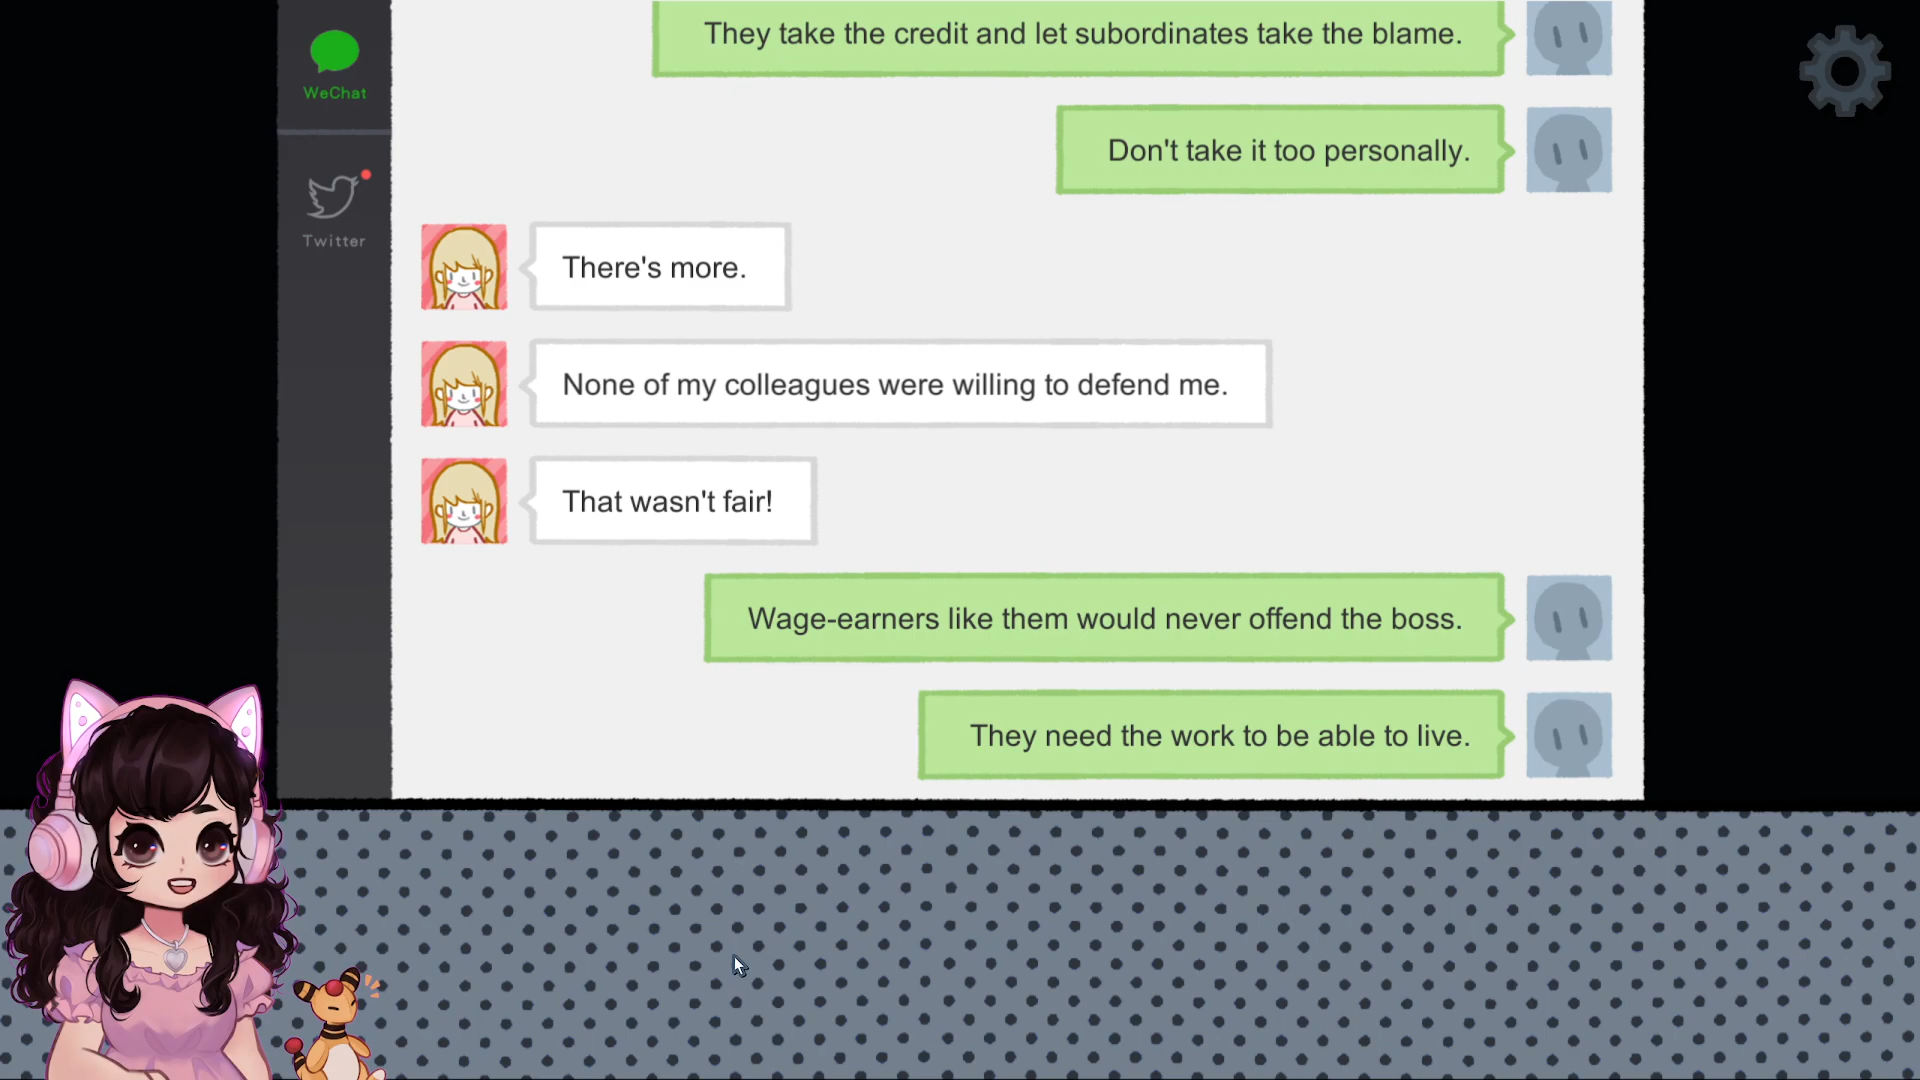 They take the credit and let subordinates take the blame.
WeChat
Don't take it too personally.
Twitter
There's more.
None of my colleagues were willing to defend me.
That wasn't fair!
Wage-earners like them would never offend the boss.
They need the work to be able to live.